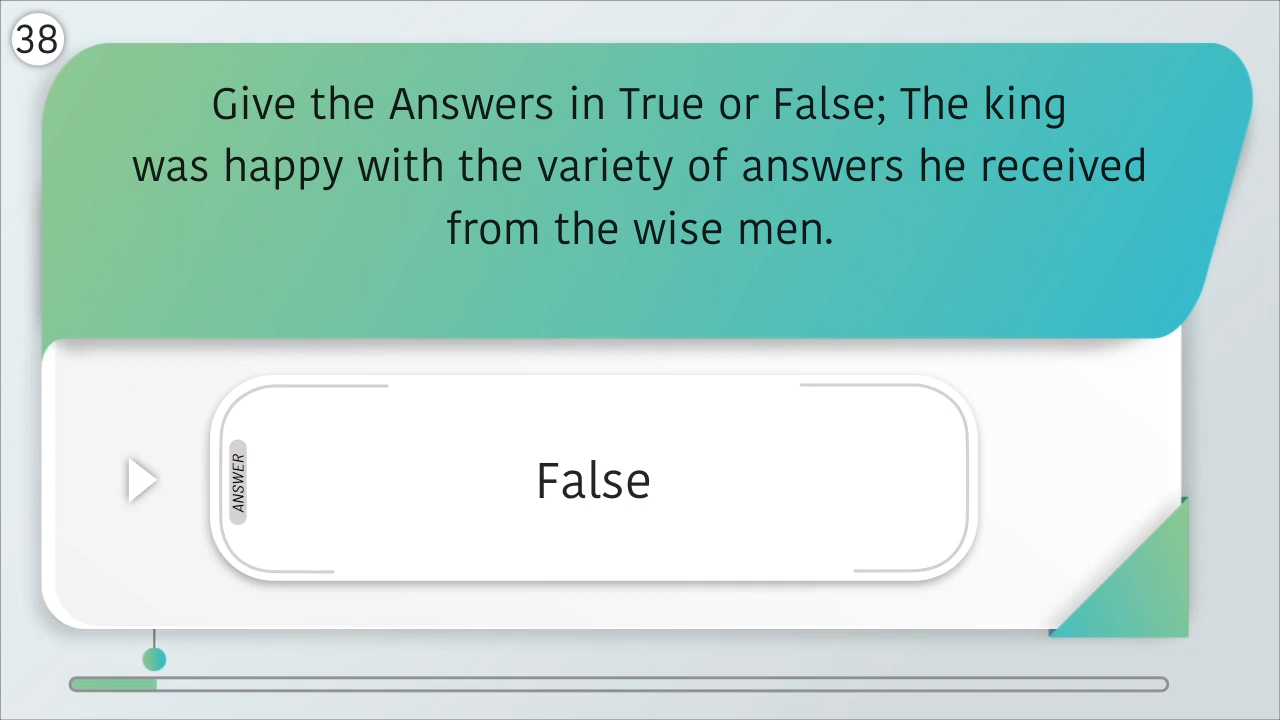 38
Give the Answers in True or False; The king
was happy with the variety of answers he received
from the wise men.
ANSWER
False